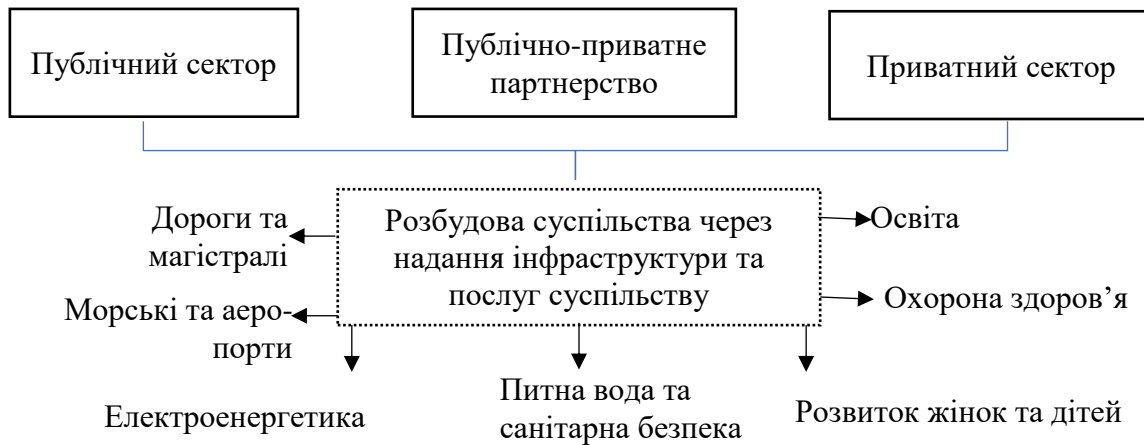 Публічний сектор
Публічно-приватне
партнерство
Приватний сектор
Дороги та
магістралі
Розбудова суспільства через
надання інфраструктури та
послуг суспільству
Освіта
Морські та аеро-
порти
Охорона здоров’я
Електроенергетика
Питна вода та
санітарна безпека
Розвиток жінок та дітей